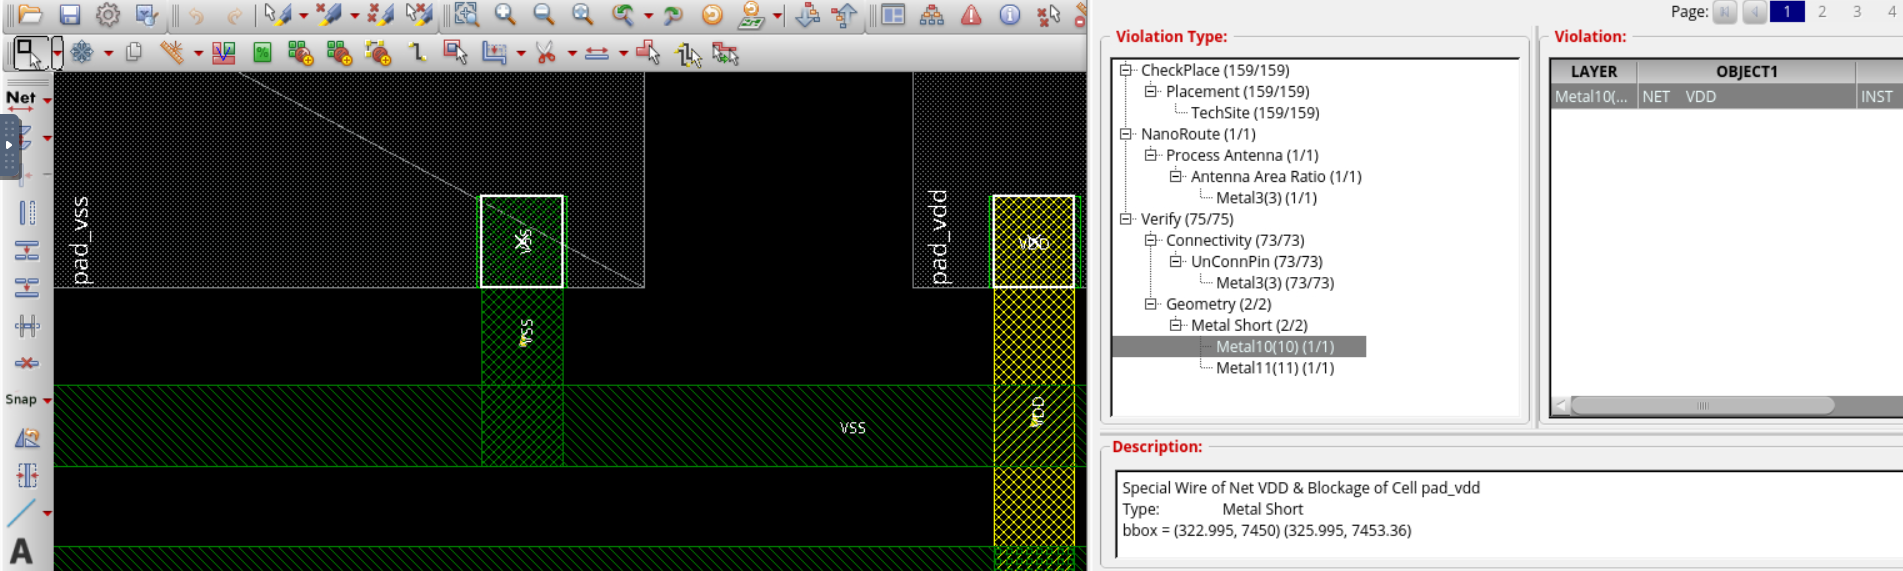 Page: 1 2 3 4
Net
Snap
A
pad_vss
VSS
VSS
VSS
pad_vdd
VDD
VDD
Violation Type:
CheckPlace (159/159)
Placement (159/159)
TechSite (159/159)
NanoRoute (1/1)
Process Antenna (1/1)
Antenna Area Ratio (1/1)
Metal3(3) (1/1)
Verify (75/75)
Connectivity (73/73)
UnConnPin (73/73)
Metal3(3) (73/73)
Geometry (2/2)
Metal Short (2/2)
Metal10(10) (1/1)
Metal11(11) (1/1)
Violation:
LAYER OBJECT1
Metal10(... NET VDD INST
Description:
Special Wire of Net VDD & Blockage of Cell pad_vdd
Type: Metal Short
bbox = (322.995, 7450) (325.995, 7453.36)